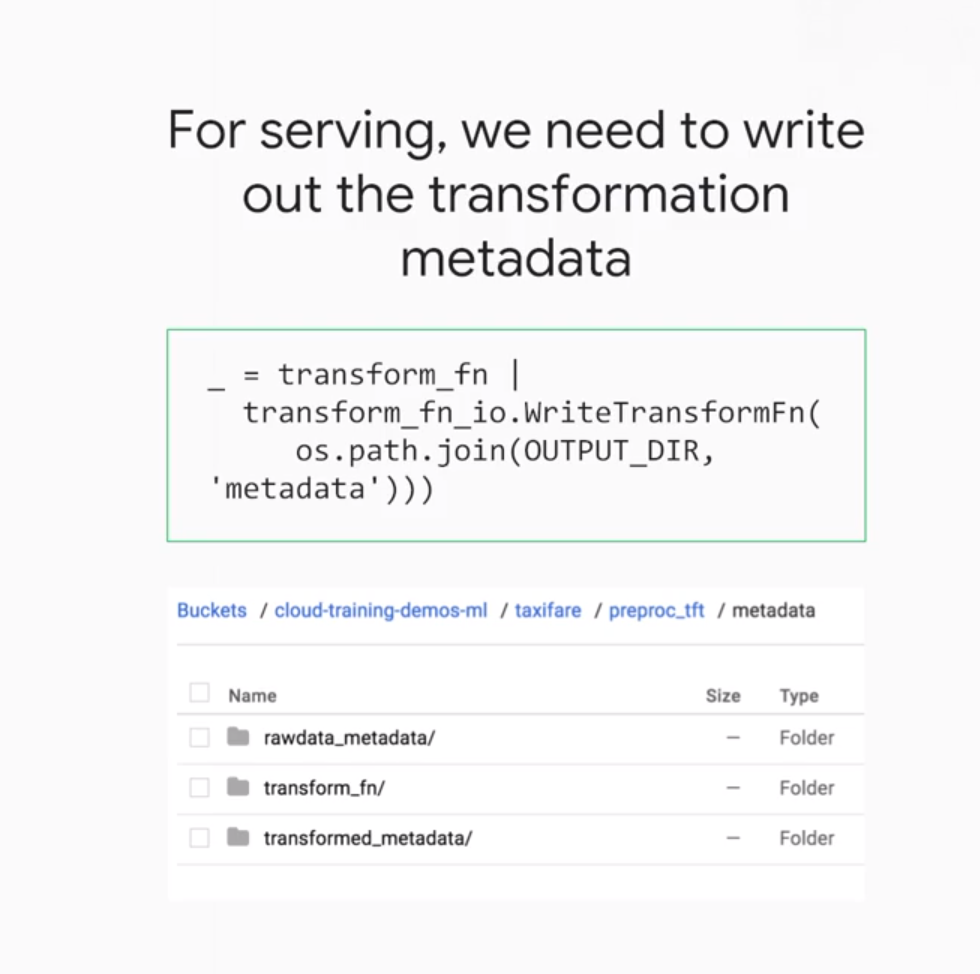 For serving, we need to write
out the transformation
metadata
_ = transform_fn |
transform_fn_io.WriteTransformFn(
os.path.join(OUTPUT_DIR,
'metadata')))
Buckets / cloud-training-demos-ml / taxifare / preproc_tft / metadata
Name Size Type
rawdata_metadata/ — Folder
transform_fn/ — Folder
transformed_metadata/ — Folder